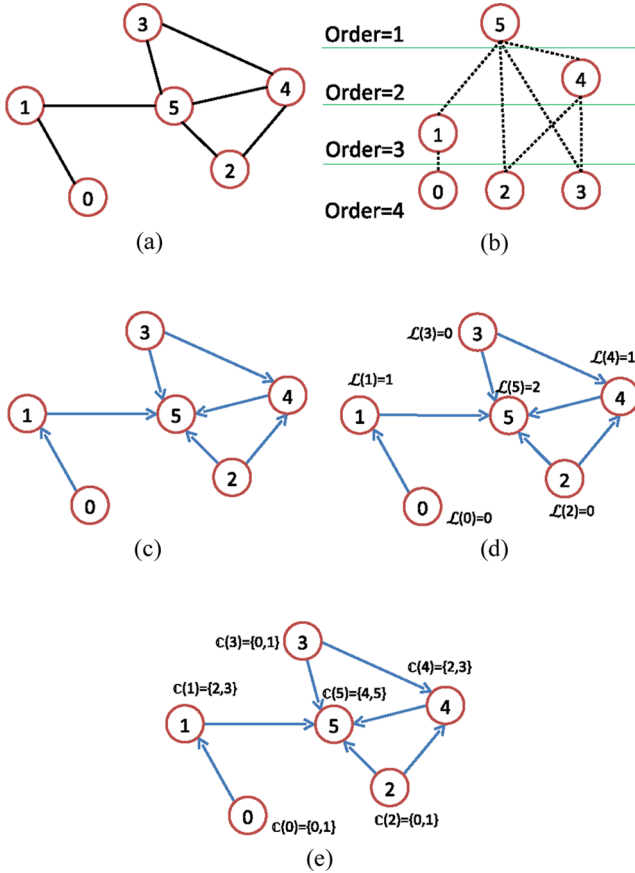 3
1
5
4
2
0
(a)
Order=1
5
Order=2
4
1
Order=3
0
2
3
Order=4
(b)
3
1
5
4
2
0
(c)
ℒ(3)=0
3
ℒ(4)=1
ℒ(1)=1
ℒ(5)=2
4
1
5
2
0
ℒ(0)=0
ℒ(2)=0
(d)
ℂ(3)={0,1}
3
ℂ(4)={2,3}
ℂ(1)={2,3}
ℂ(5)={4,5}
4
1
5
2
0
ℂ(0)={0,1}
ℂ(2)={0,1}
(e)